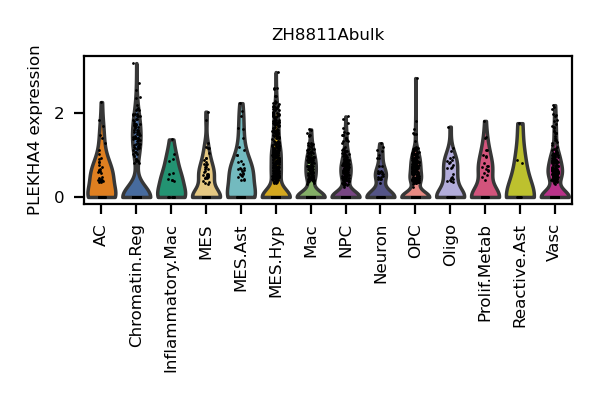 ZH8811Abulk
PLEKHA4 expression
2
0
AC
Chromatin.Reg
Inflammatory.Mac
MES
MES.Ast
MES.Hyp
Mac
NPC
Neuron
OPC
Oligo
Prolif.Metab
Reactive.Ast
Vasc